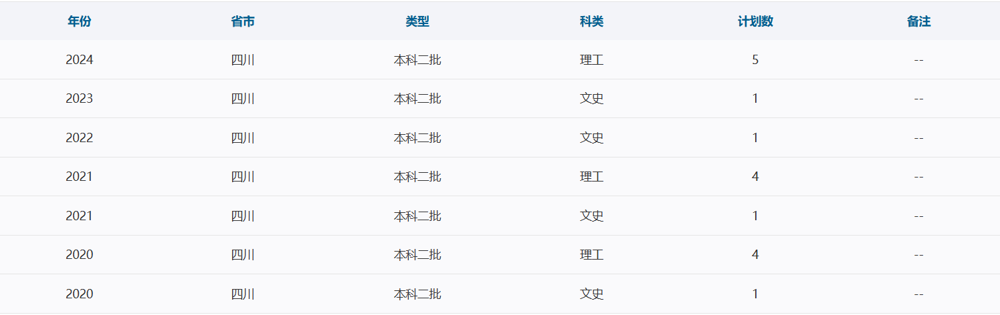 年份 省市 类型 科类 计划数 备注
2024 四川 本科二批 理工 5 --
2023 四川 本科二批 文史 1 --
2022 四川 本科二批 文史 1 --
2021 四川 本科二批 理工 4 --
2021 四川 本科二批 文史 1 --
2020 四川 本科二批 理工 4 --
2020 四川 本科二批 文史 1 --